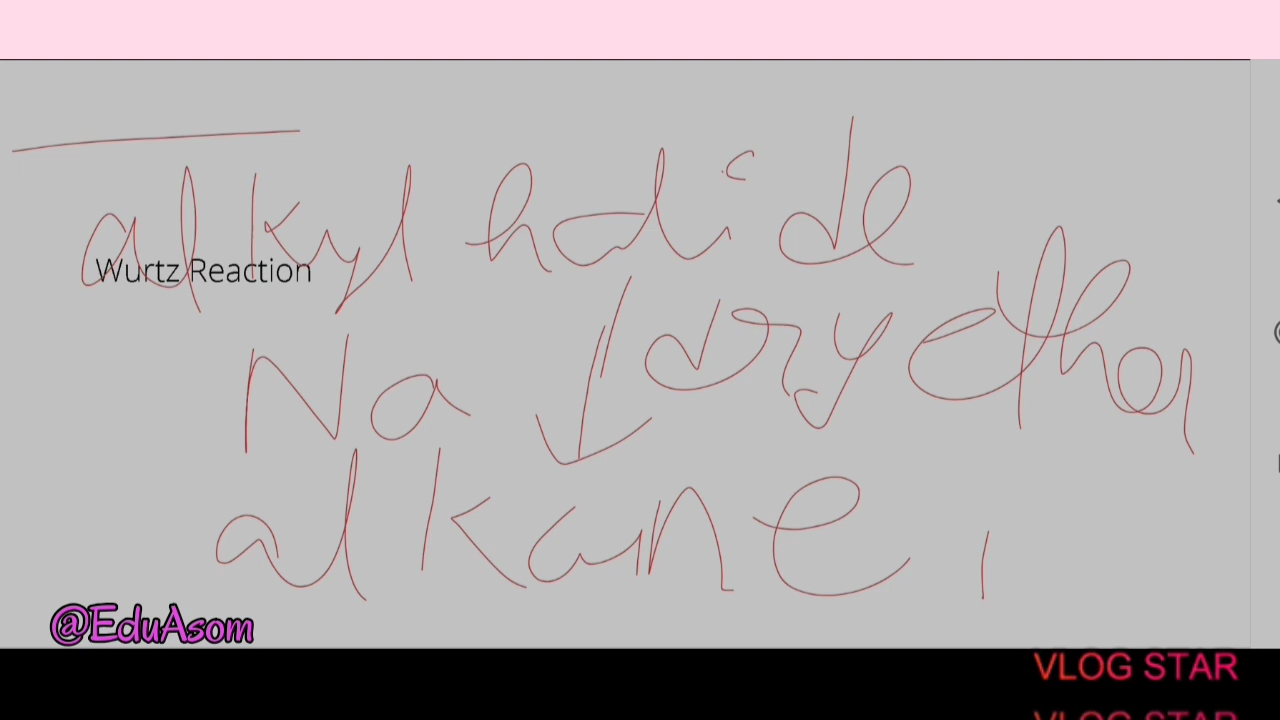 alkyl halide
Wurtz Reaction
Na dry ether
alkane
@EduAsom
VLOG STAR